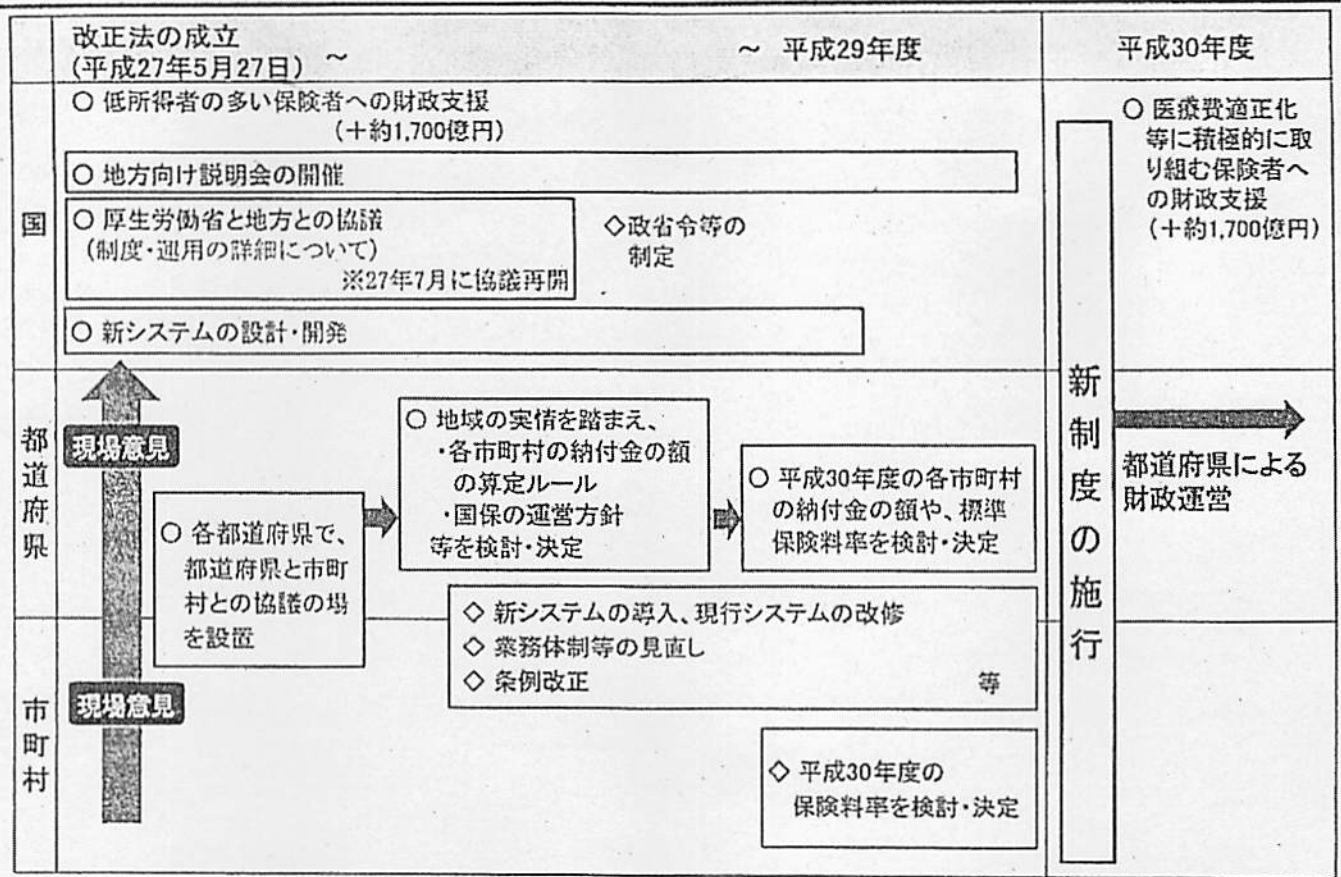 改正法の成立
(平成27年5月27日) ~
~ 平成29年度
平成30年度
国
○ 低所得者の多い保険者への財政支援
(+約1,700億円)
○ 地方向け説明会の開催
○ 厚生労働省と地方との協議
(制度・運用の詳細について)
※27年7月に協議再開
◇政省令等の
制定
○ 新システムの設計・開発
○ 医療費適正化
等に積極的に取
り組む保険者へ
の財政支援
(+約1,700億円)
都道府県
現場意見
○ 各都道府県で、
都道府県と市町
村との協議の場
を設置
○ 地域の実情を踏まえ、
・各市町村の納付金の額
の算定ルール
・国保の運営方針
等を検討・決定
○ 平成30年度の各市町村
の納付金の額や、標準
保険料率を検討・決定
新制度の施行
都道府県による
財政運営
◇ 新システムの導入、現行システムの改修
◇ 業務体制等の見直し
◇ 条例改正 等
市町村
現場意見
◇ 平成30年度の
保険料率を検討・決定